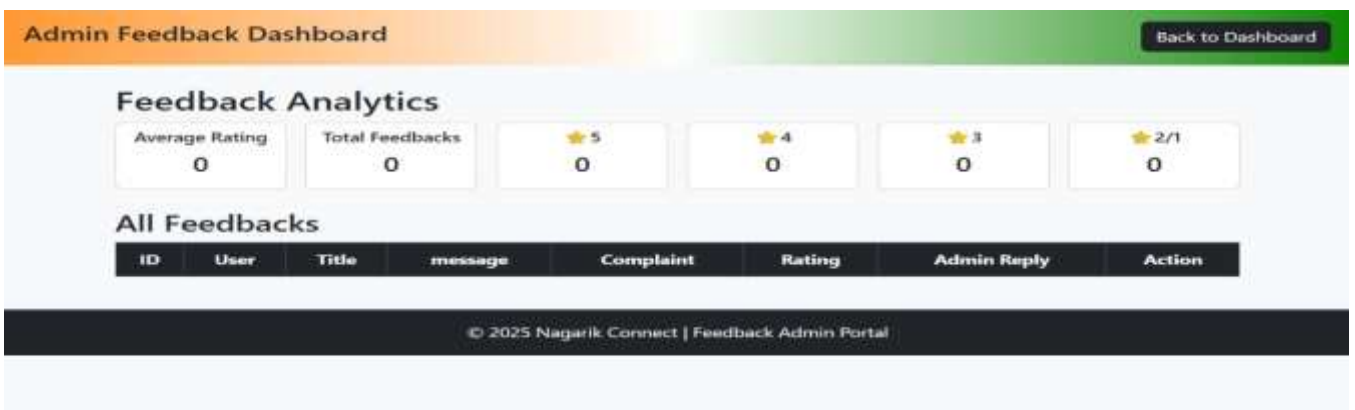 Admin Feedback Dashboard Back to Dashboard
Feedback Analytics
Average Rating Total Feedbacks 5 4 3 2/1
0 0 0 0 0 0
All Feedbacks
ID User Title message Complaint Rating Admin Reply Action
© 2025 Nagarik Connect | Feedback Admin Portal